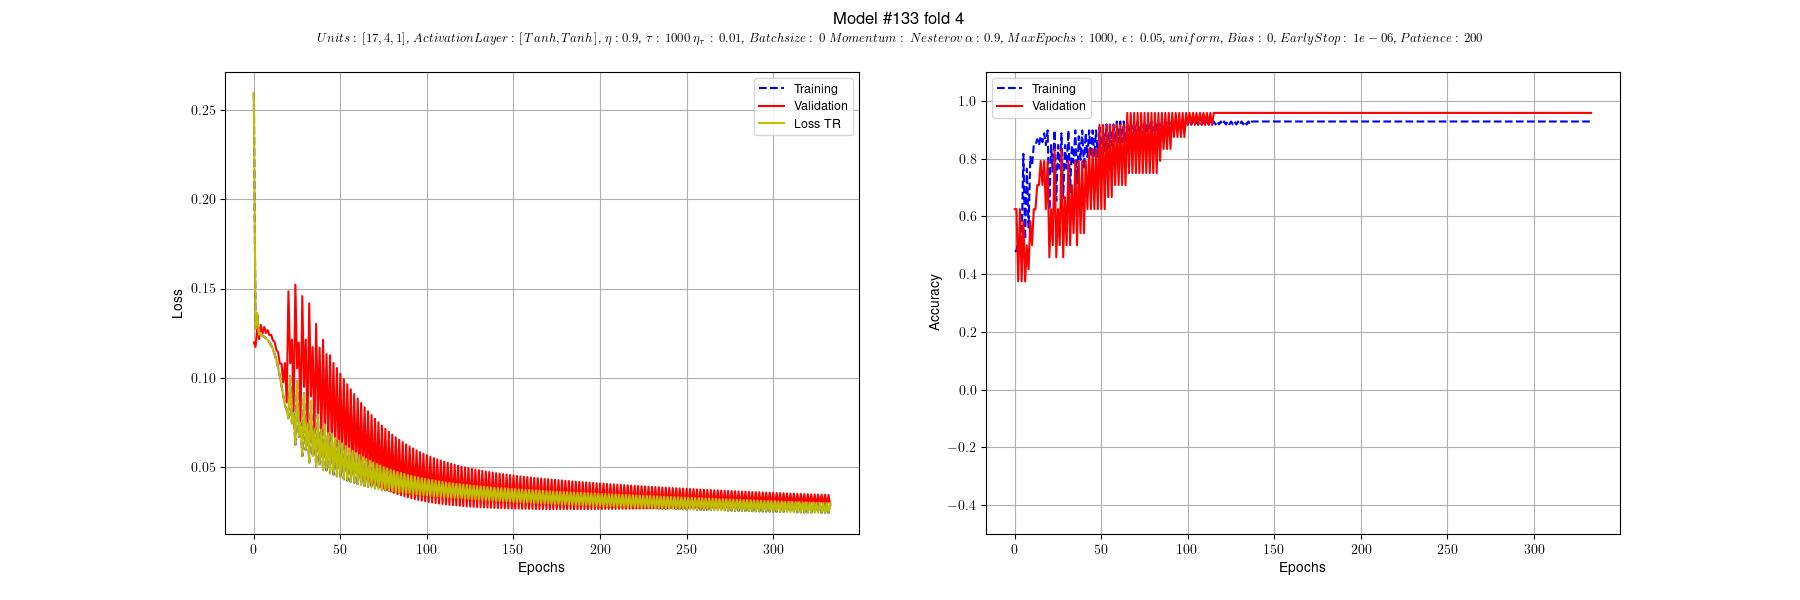 Model #133 fold 4
Units : [17, 4, 1], ActivationLayer : [Tanh, Tanh], η : 0.9, τ : 1000 η_τ : 0.01, Batchsize : 0 Momentum : Nesterov α : 0.9, MaxEpochs : 1000, ϵ : 0.05, uniform, Bias : 0, EarlyStop : 1e − 06, Patience : 200
Training
Validation
Loss TR
0.25
0.20
0.15
0.10
0.05
Loss
0 50 100 150 200 250 300
Epochs
Training
Validation
1.0
0.8
0.6
0.4
0.2
0.0
−0.2
−0.4
Accuracy
0 50 100 150 200 250 300
Epochs